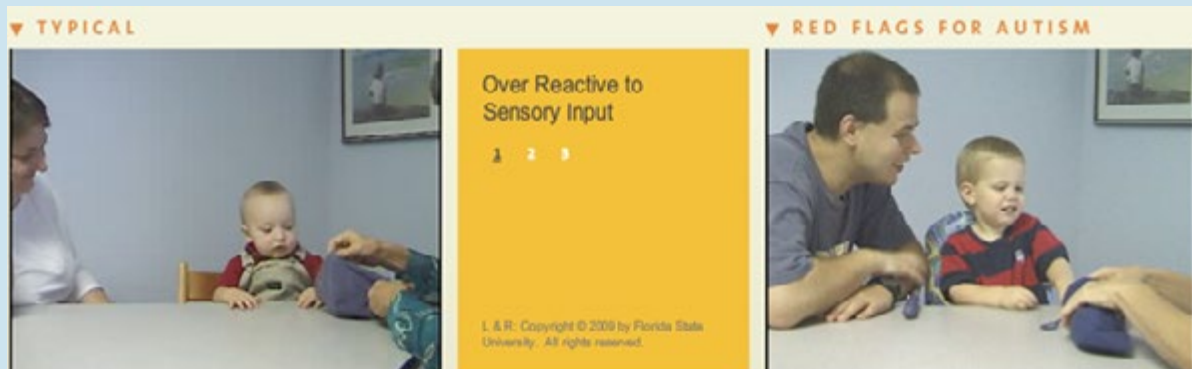 ▼ TYPICAL
Over Reactive to
Sensory Input
1 2 3
L & R: Copyright © 2009 by Florida State
University. All rights reserved.
▼ RED FLAGS FOR AUTISM